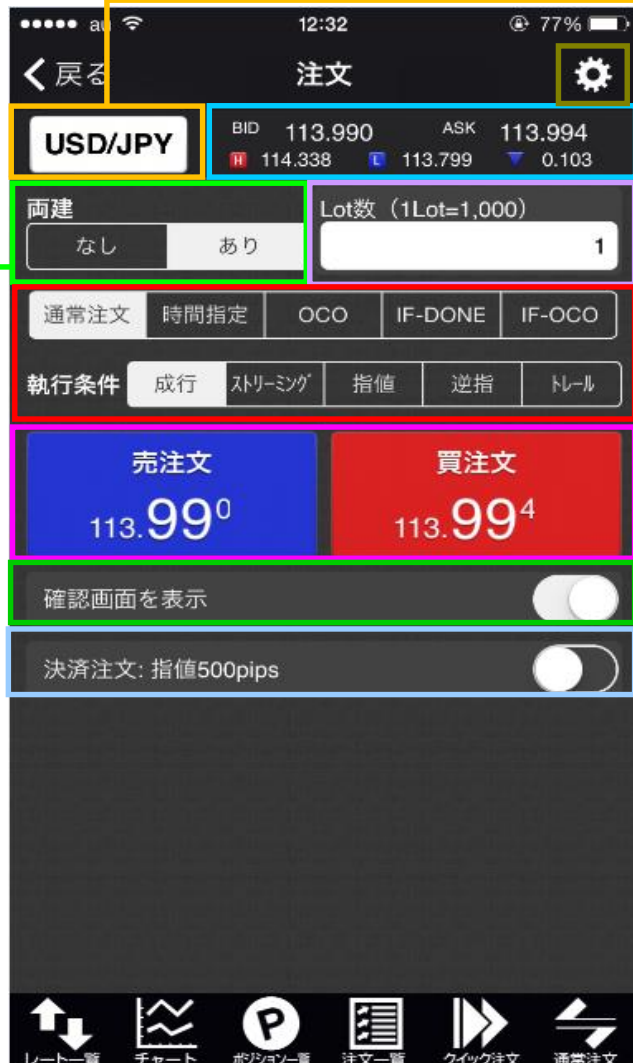 au 12:32 77%
戻る 注文
USD/JPY BID 113.990 ASK 113.994
H 114.338 L 113.799 ▼ 0.103
両建 Lot数（1Lot=1,000）
なし あり 1
通常注文 時間指定 OCO IF-DONE IF-OCO
執行条件 成行 ストリーミング 指値 逆指 トレール
売注文 買注文
113.990 113.994
確認画面を表示
決済注文: 指値500pips
P
レート一覧 チャート ポジション一覧 注文一覧 クイック注文 通常注文